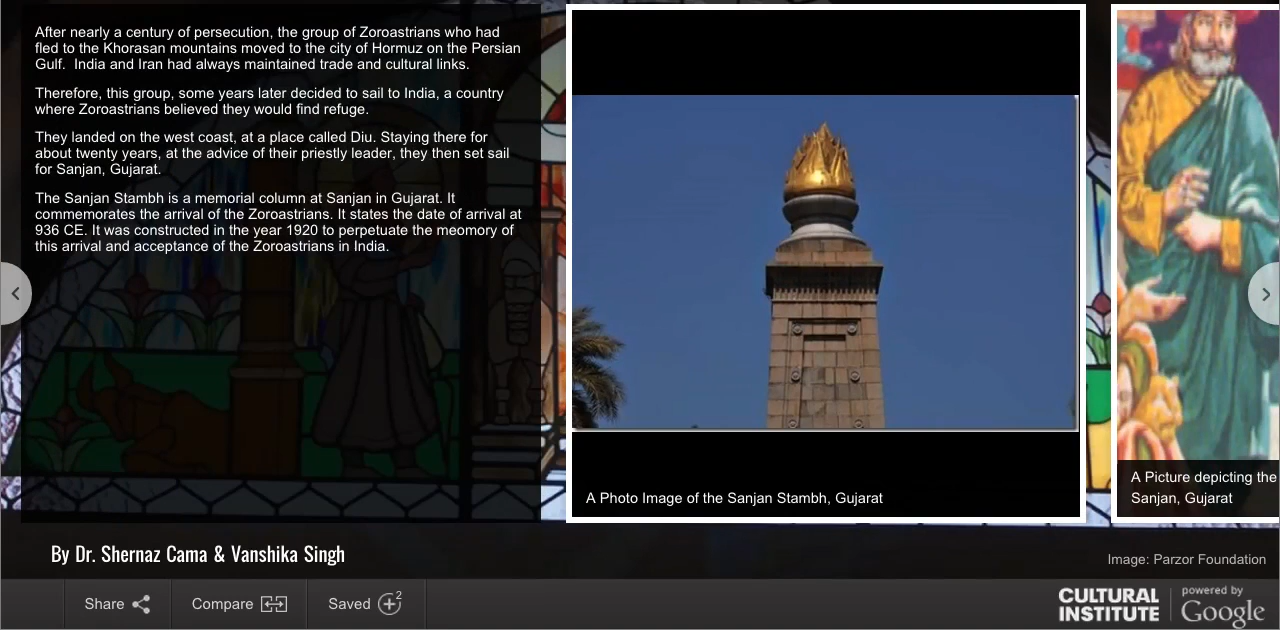 After nearly a century of persecution, the group of Zoroastrians who had
fled to the Khorasan mountains moved to the city of Hormuz on the Persian
Gulf.  India and Iran had always maintained trade and cultural links.
Therefore, this group, some years later decided to sail to India, a country
where Zoroastrians believed they would find refuge.
They landed on the west coast, at a place called Diu. Staying there for
about twenty years, at the advice of their priestly leader, they then set sail
for Sanjan, Gujarat.
The Sanjan Stambh is a memorial column at Sanjan in Gujarat. It
commemorates the arrival of the Zoroastrians. It states the date of arrival at
936 CE. It was constructed in the year 1920 to perpetuate the meomory of
this arrival and acceptance of the Zoroastrians in India.
A Photo Image of the Sanjan Stambh, Gujarat
A Picture depicting the
Sanjan, Gujarat
By Dr. Shernaz Cama & Vanshika Singh
Image: Parzor Foundation
Share
Compare
Saved 2
CULTURAL
INSTITUTE
powered by
Google